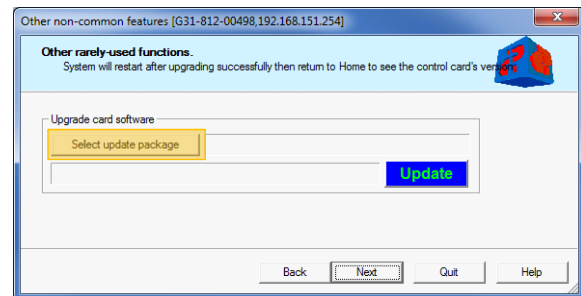 Other non-common features [G31-812-00498,192.168.151.254]
Other rarely-used functions.
System will restart after upgrading successfully then return to Home to see the control card's version.
Upgrade card software
Select update package
Update
Back
Next
Quit
Help